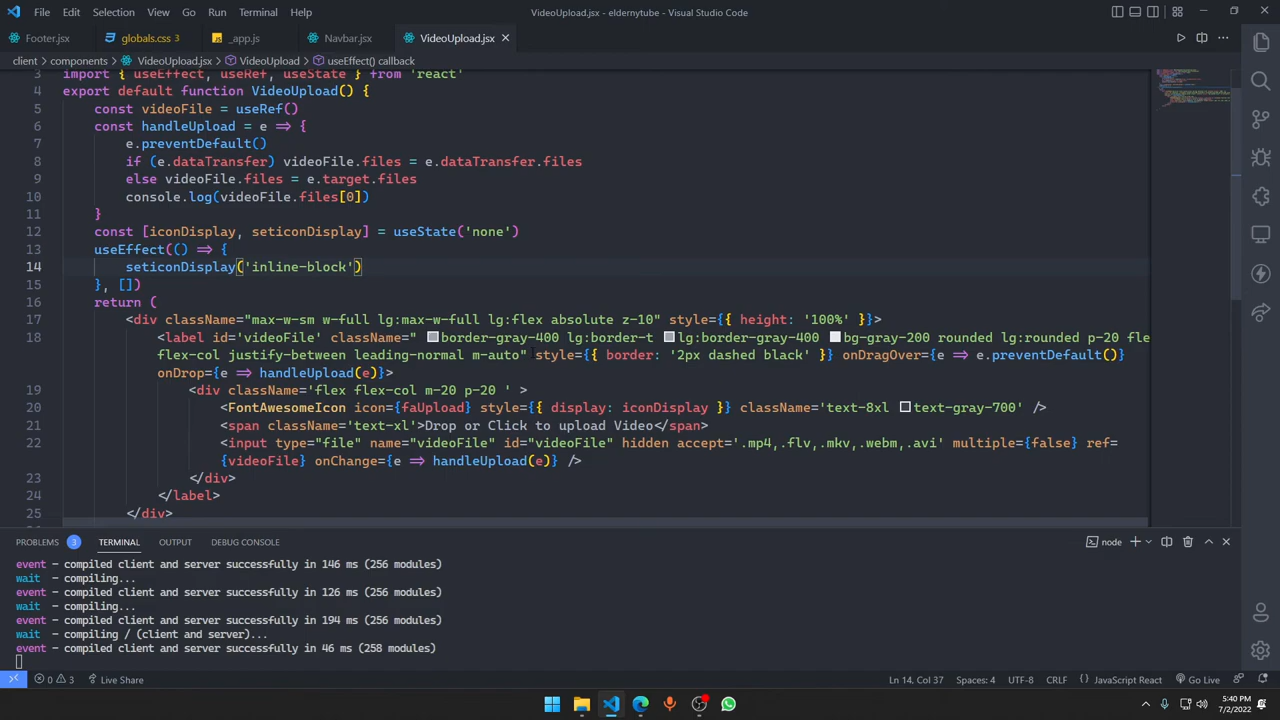 File Edit Selection View Go Run Terminal Help VideoUpload.jsx - eldernytube - Visual Studio Code
Footer.jsx globals.css 3 _app.js Navbar.jsx VideoUpload.jsx
client > components > VideoUpload.jsx > VideoUpload > useEffect() callback
3 import { useEffect, useRef, useState } from 'react'
4 export default function VideoUpload() {
5 const videoFile = useRef()
6 const handleUpload = e => {
7 e.preventDefault()
8 if (e.dataTransfer) videoFile.files = e.dataTransfer.files
9 else videoFile.files = e.target.files
10 console.log(videoFile.files[0])
11 }
12 const [iconDisplay, seticonDisplay] = useState('none')
13 useEffect(() => {
14 seticonDisplay('inline-block')
15 }, [])
16 return (
17 <div className="max-w-sm w-full lg:max-w-full lg:flex absolute z-10" style={{ height: '100%' }}>
18 <label id='videoFile' className=" border-gray-400 lg:border-t lg:border-gray-400 bg-gray-200 rounded lg:rounded p-20 fle
flex-col justify-between leading-normal m-auto" style={{ border: '2px dashed black' }} onDragOver={e => e.preventDefault()}
onDrop={e => handleUpload(e)}>
19 <div className='flex flex-col m-20 p-20 ' >
20 <FontAwesomeIcon icon={faUpload} style={{ display: iconDisplay }} className='text-8xl text-gray-700' />
21 <span className='text-xl'>Drop or Click to upload Video</span>
22 <input type="file" name="videoFile" id="videoFile" hidden accept='.mp4,.flv,.mkv,.webm,.avi' multiple={false} ref=
{videoFile} onChange={e => handleUpload(e)} />
23 </div>
24 </label>
25 </div>
PROBLEMS 3 TERMINAL OUTPUT DEBUG CONSOLE node
event - compiled client and server successfully in 146 ms (256 modules)
wait - compiling...
event - compiled client and server successfully in 126 ms (256 modules)
wait - compiling...
event - compiled client and server successfully in 194 ms (256 modules)
wait - compiling / (client and server)...
event - compiled client and server successfully in 46 ms (258 modules)
0 3 Live Share Ln 14, Col 37 Spaces: 4 UTF-8 CRLF JavaScript React Go Live
5:40 PM
7/2/2022